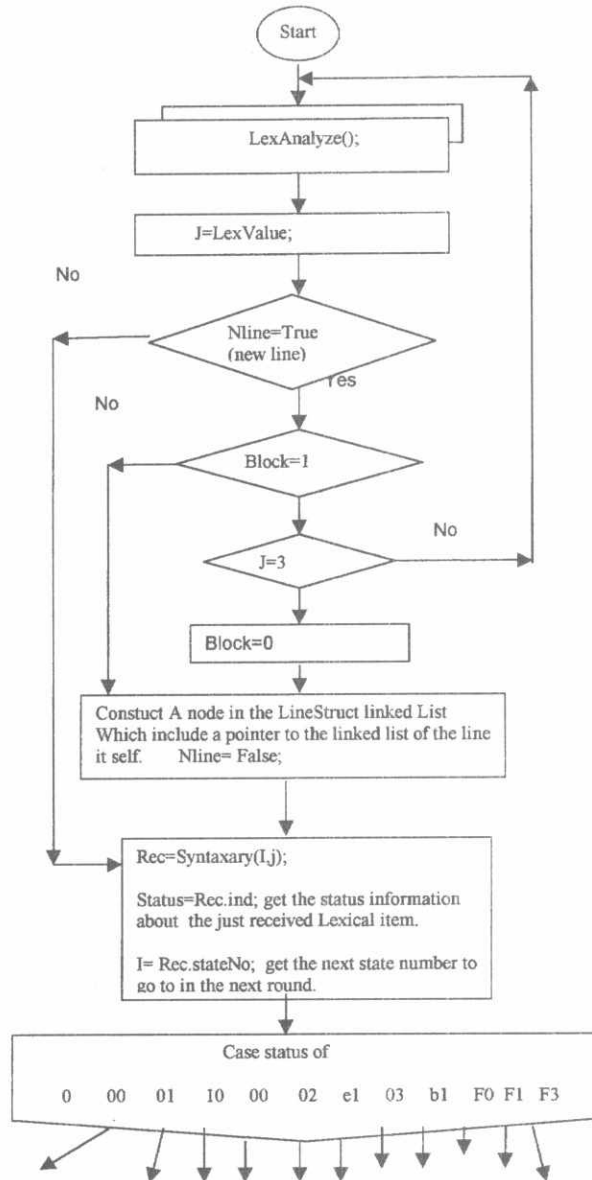 Start
LexAnalyze();
J=LexValue;
No
Nline=True
(new line)
Yes
No
Block=1
No
J=3
Block=0
Constuct A node in the LineStruct linked List
Which include a pointer to the linked list of the line
it self. Nline= False;
Rec=Syntaxary(I,j);
Status=Rec.ind; get the status information
about the just received Lexical item.
I= Rec.stateNo; get the next state number to
go to in the next round.
Case status of
0 00 01 10 00 02 e1 03 b1 F0 F1 F3